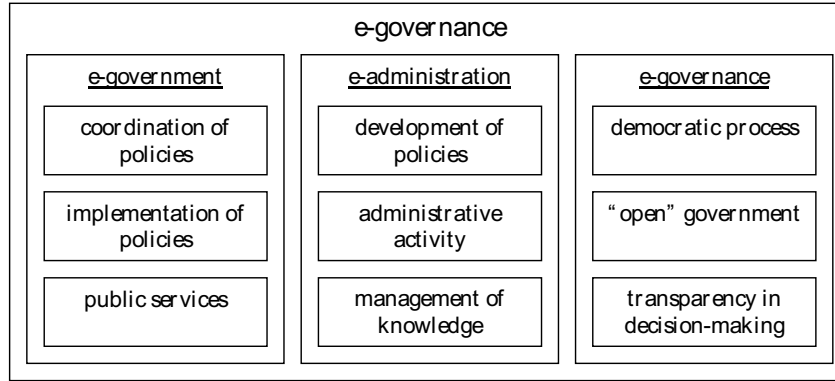 e-governance
e-government
coordination of
policies
implementation of
policies
public services
e-administration
development of
policies
administrative
activity
management of
knowledge
e-governance
democratic process
“open” government
transparency in
decision-making